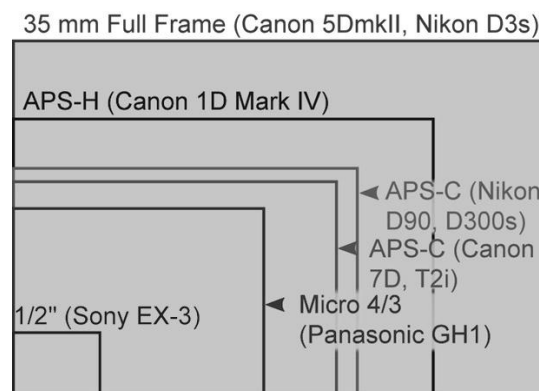 35 mm Full Frame (Canon 5DmkII, Nikon D3s)
APS-H (Canon 1D Mark IV)
APS-C (Nikon
D90, D300s)
APS-C (Canon
7D, T2i)
Micro 4/3
(Panasonic GH1)
1/2" (Sony EX-3)